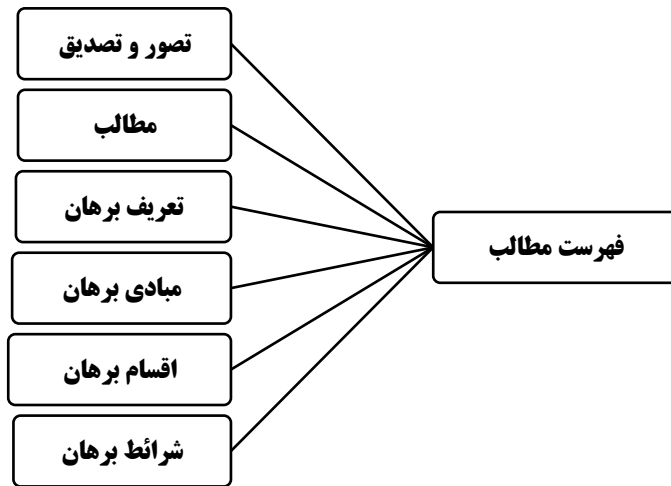 فهرست مطالب
تصور و تصدیق
مطالب
تعریف برهان
مبادی برهان
اقسام برهان
شرائط برهان